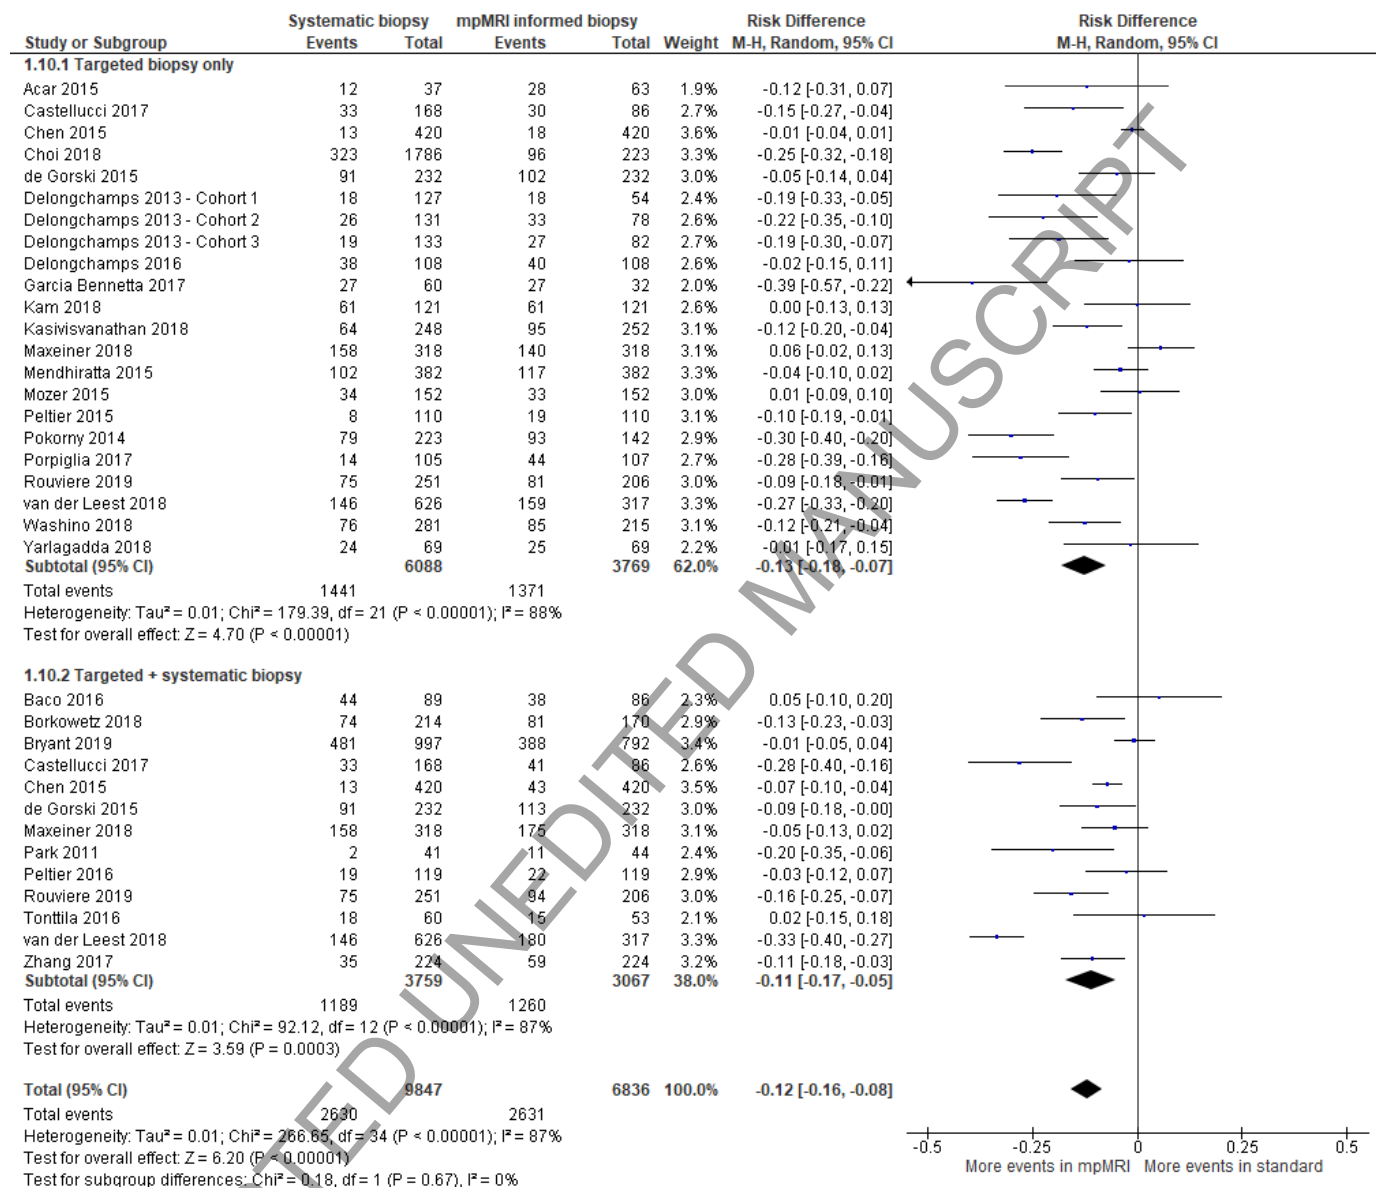 Systematic biopsy mpMRI informed biopsy Risk Difference Risk Difference
Study or Subgroup Events Total Events Total Weight M-H, Random, 95% CI M-H, Random, 95% CI
1.10.1 Targeted biopsy only
Acar 2015 12 37 28 63 1.9% -0.12 [-0.31, 0.07]
Castellucci 2017 33 168 30 86 2.7% -0.15 [-0.27, -0.04]
Chen 2015 13 420 18 420 3.6% -0.01 [-0.04, 0.01]
Choi 2018 323 1786 96 223 3.3% -0.25 [-0.32, -0.18]
de Gorski 2015 91 232 102 232 3.0% -0.05 [-0.14, 0.04]
Delongchamps 2013 - Cohort 1 18 127 18 54 2.4% -0.19 [-0.33, -0.05]
Delongchamps 2013 - Cohort 2 26 131 33 78 2.6% -0.22 [-0.35, -0.10]
Delongchamps 2013 - Cohort 3 19 133 27 82 2.7% -0.19 [-0.30, -0.07]
Delongchamps 2016 38 108 40 108 2.6% -0.02 [-0.15, 0.11]
Garcia Bennetta 2017 27 60 27 32 2.0% -0.39 [-0.57, -0.22]
Kam 2018 61 121 61 121 2.6% 0.00 [-0.13, 0.13]
Kasivisvanathan 2018 64 248 95 252 3.1% -0.12 [-0.20, -0.04]
Maxeiner 2018 158 318 140 318 3.1% 0.06 [-0.02, 0.13]
Mendhiratta 2015 102 382 117 382 3.3% -0.04 [-0.10, 0.02]
Mozer 2015 34 152 33 152 3.0% 0.01 [-0.09, 0.10]
Peltier 2015 8 110 19 110 3.1% -0.10 [-0.19, -0.01]
Pokorny 2014 79 223 93 142 2.9% -0.30 [-0.40, -0.20]
Porpiglia 2017 14 105 44 107 2.7% -0.28 [-0.39, -0.16]
Rouviere 2019 75 251 81 206 3.1% -0.09 [-0.18, -0.01]
van der Leest 2018 146 626 159 317 3.3% -0.27 [-0.33, -0.20]
Washino 2018 76 281 85 215 3.1% -0.12 [-0.21, -0.04]
Yarlagadda 2018 24 69 25 69 2.2% -0.01 [-0.17, 0.15]
Subtotal (95% CI) 6088 3769 62.0% -0.13 [-0.18, -0.07]
Total events 1441 1371
Heterogeneity: Tau² = 0.01; Chi² = 179.39, df = 21 (P < 0.00001); I² = 88%
Test for overall effect: Z = 4.70 (P < 0.00001)
1.10.2 Targeted + systematic biopsy
Baco 2016 44 89 38 86 2.3% 0.05 [-0.10, 0.20]
Borkowetz 2018 74 214 81 170 2.9% -0.13 [-0.23, -0.03]
Bryant 2019 481 997 388 792 3.4% -0.01 [-0.05, 0.04]
Castellucci 2017 33 168 41 86 2.6% -0.28 [-0.40, -0.16]
Chen 2015 13 420 43 420 3.5% -0.07 [-0.10, -0.04]
de Gorski 2015 91 232 113 232 3.0% -0.09 [-0.18, -0.00]
Maxeiner 2018 158 318 175 318 3.1% -0.05 [-0.13, 0.02]
Park 2011 2 41 11 44 2.4% -0.20 [-0.35, -0.06]
Peltier 2016 19 119 22 119 2.9% -0.03 [-0.12, 0.07]
Rouviere 2019 75 251 94 206 3.0% -0.16 [-0.25, -0.07]
Tonttila 2016 18 60 15 53 2.1% 0.02 [-0.15, 0.18]
van der Leest 2018 146 626 180 317 3.3% -0.33 [-0.40, -0.27]
Zhang 2017 35 224 59 224 3.2% -0.11 [-0.18, -0.03]
Subtotal (95% CI) 3759 3067 38.0% -0.11 [-0.17, -0.05]
Total events 1189 1260
Heterogeneity: Tau² = 0.01; Chi² = 92.12, df = 12 (P < 0.00001); I² = 87%
Test for overall effect: Z = 3.59 (P = 0.0003)
Total (95% CI) 9847 6836 100.0% -0.12 [-0.16, -0.08]
Total events 2630 2631
Heterogeneity: Tau² = 0.01; Chi² = 266.65, df = 34 (P < 0.00001); I² = 87%
Test for overall effect: Z = 6.20 (P < 0.00001)
Test for subgroup differences: Chi² = 0.18, df = 1 (P = 0.67), I² = 0%
-0.5 -0.25 0 0.25 0.5
More events in mpMRI More events in standard
UNEDITED MANUSCRIPT